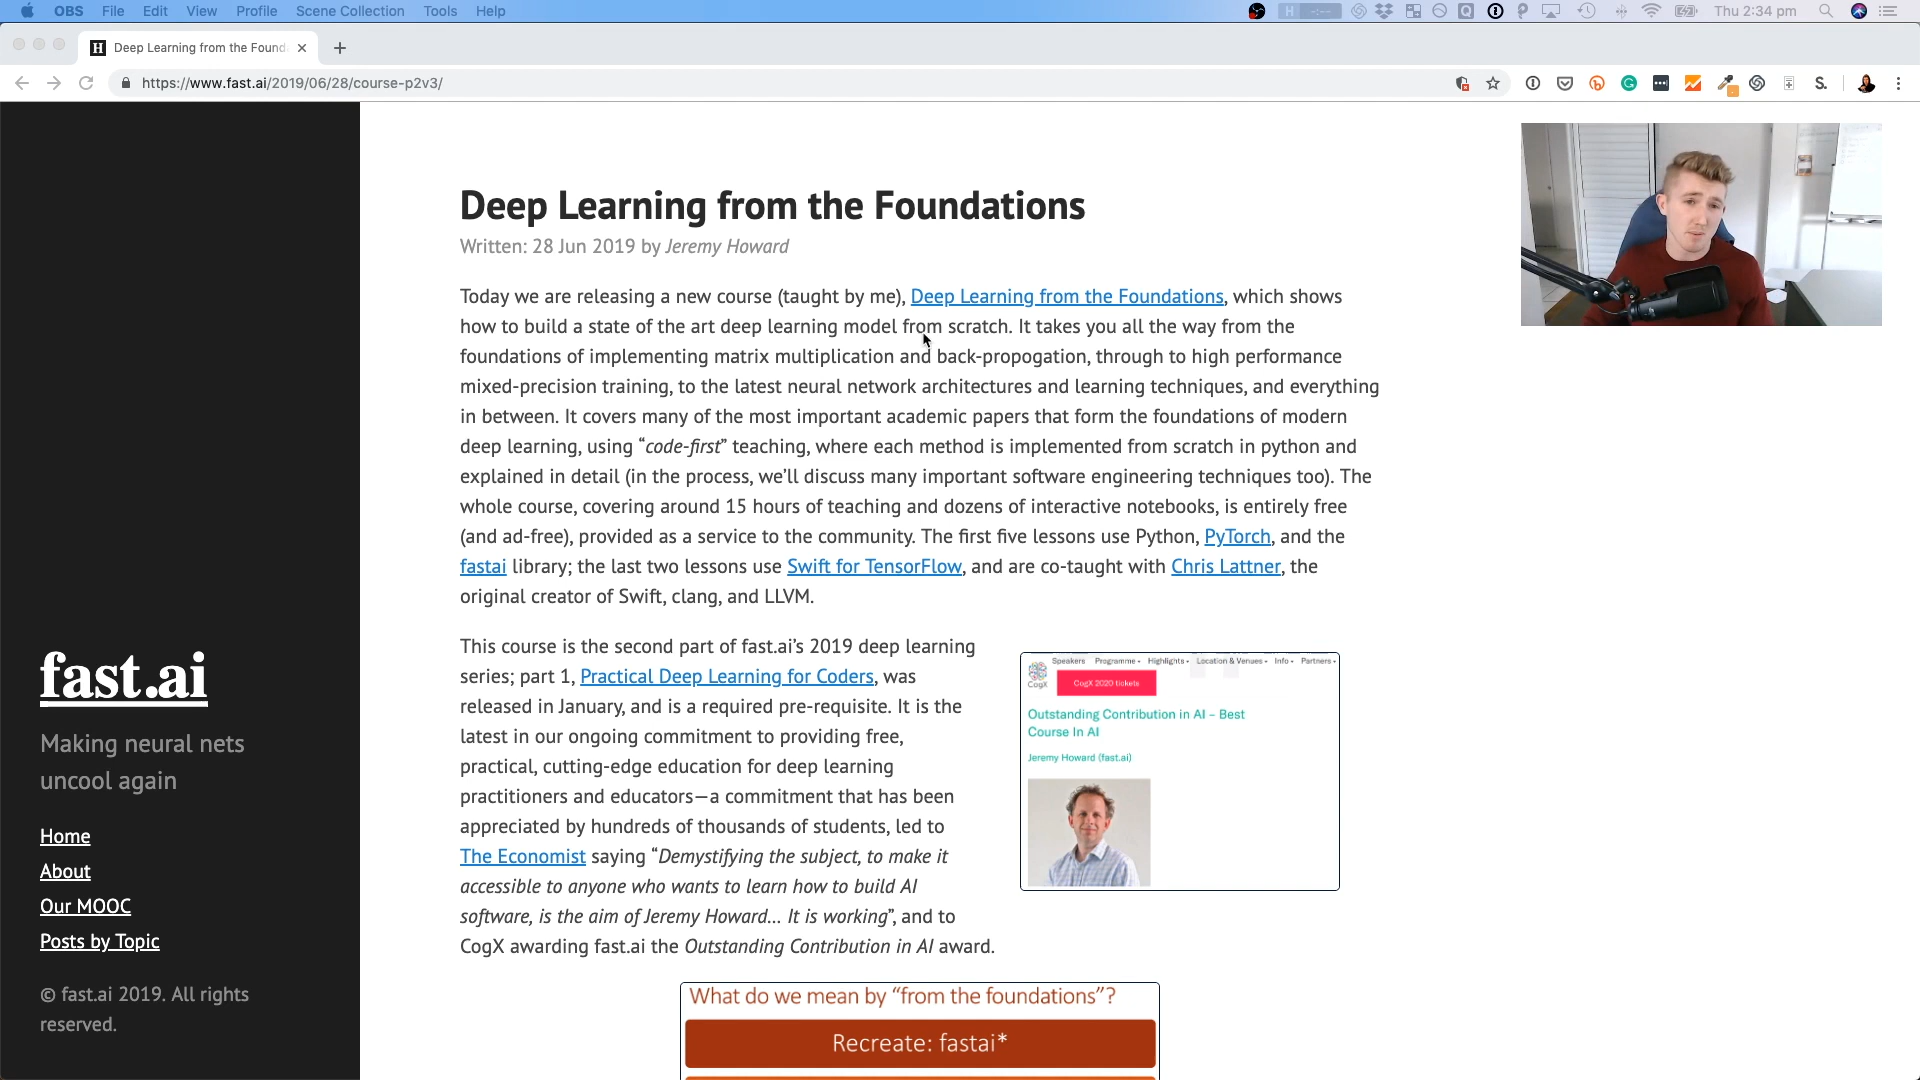 OBS File Edit View Profile Scene Collection Tools Help Thu 2:34 pm
Deep Learning from the Found
https://www.fast.ai/2019/06/28/course-p2v3/
Deep Learning from the Foundations
Written: 28 Jun 2019 by Jeremy Howard
Today we are releasing a new course (taught by me), Deep Learning from the Foundations, which shows
how to build a state of the art deep learning model from scratch. It takes you all the way from the
foundations of implementing matrix multiplication and back-propogation, through to high performance
mixed-precision training, to the latest neural network architectures and learning techniques, and everything
in between. It covers many of the most important academic papers that form the foundations of modern
deep learning, using “code-first” teaching, where each method is implemented from scratch in python and
explained in detail (in the process, we’ll discuss many important software engineering techniques too). The
whole course, covering around 15 hours of teaching and dozens of interactive notebooks, is entirely free
(and ad-free), provided as a service to the community. The first five lessons use Python, PyTorch, and the
fastai library; the last two lessons use Swift for TensorFlow, and are co-taught with Chris Lattner, the
original creator of Swift, clang, and LLVM.
This course is the second part of fast.ai’s 2019 deep learning
series; part 1, Practical Deep Learning for Coders, was
released in January, and is a required pre-requisite. It is the
latest in our ongoing commitment to providing free,
practical, cutting-edge education for deep learning
practitioners and educators—a commitment that has been
appreciated by hundreds of thousands of students, led to
The Economist saying “Demystifying the subject, to make it
accessible to anyone who wants to learn how to build AI
software, is the aim of Jeremy Howard… It is working”, and to
CogX awarding fast.ai the Outstanding Contribution in AI award.
Speakers Programme Highlights Location & Venues Info Partners
CogX
CogX 2020 tickets
Outstanding Contribution in AI – Best
Course In AI
Jeremy Howard (fast.ai)
What do we mean by “from the foundations”?
Recreate: fastai*
fast.ai
Making neural nets
uncool again
Home
About
Our MOOC
Posts by Topic
© fast.ai 2019. All rights
reserved.